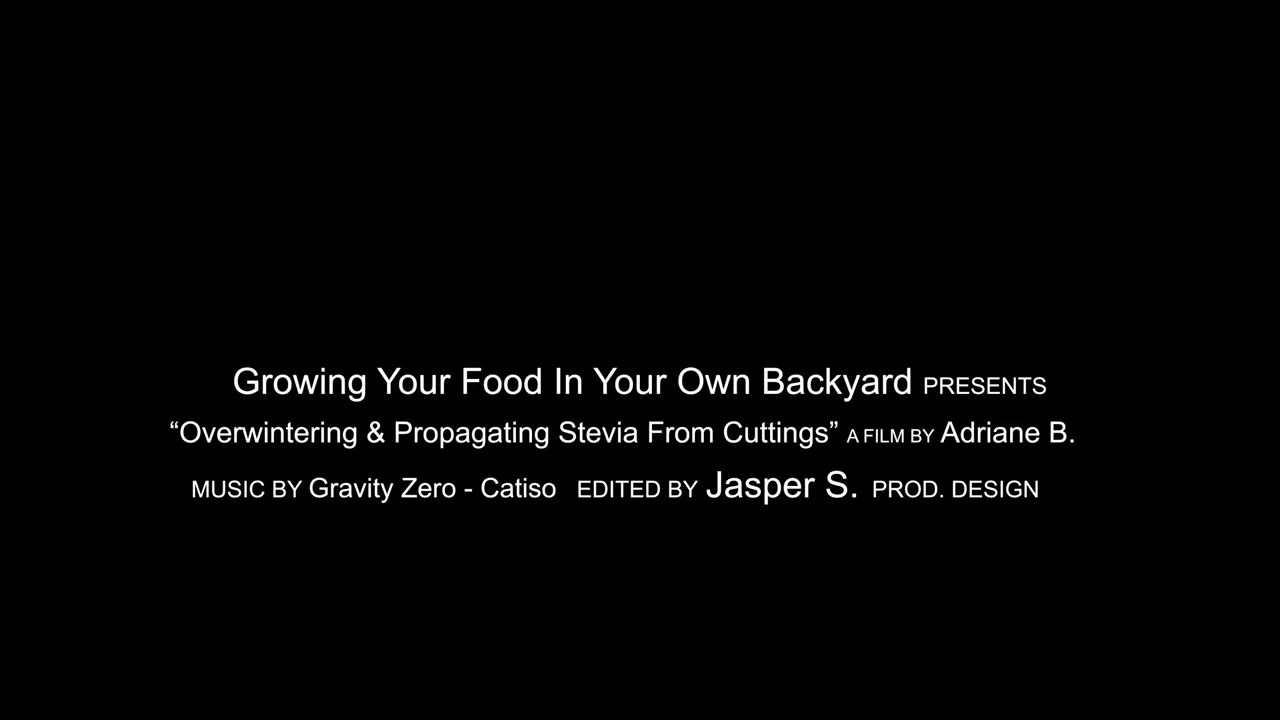 Growing Your Food In Your Own Backyard PRESENTS
“Overwintering & Propagating Stevia From Cuttings” A FILM BY Adriane B.
MUSIC BY Gravity Zero - Catiso EDITED BY Jasper S. PROD. DESIGN